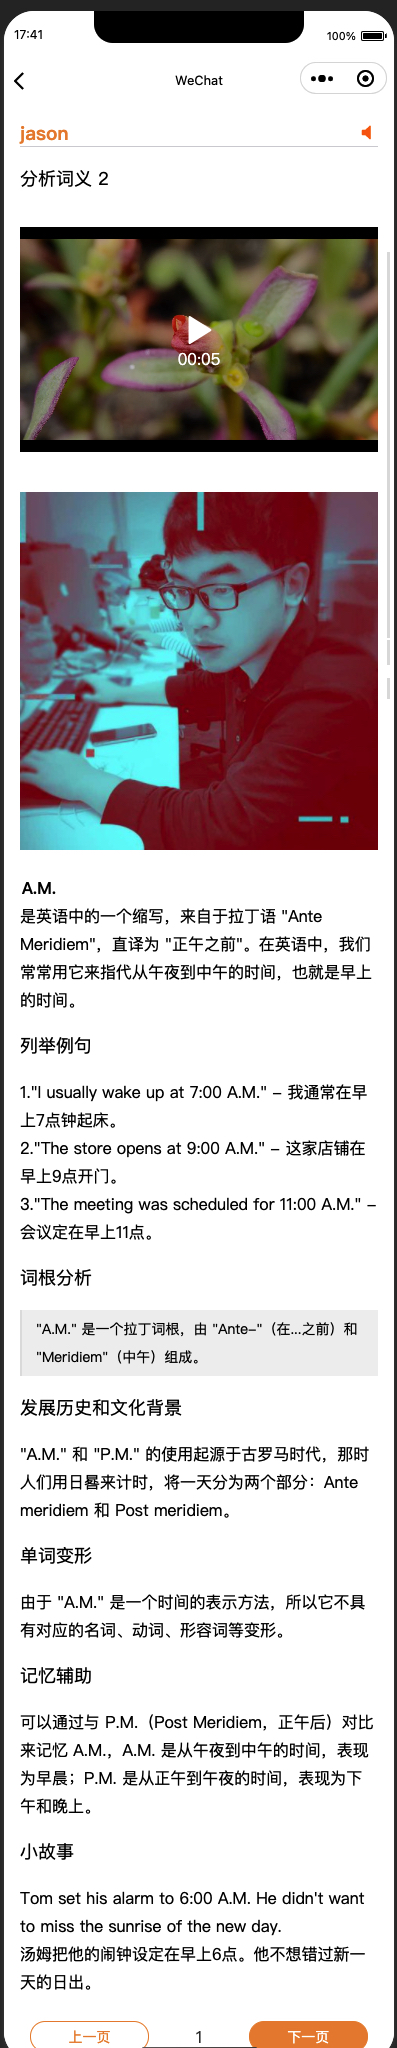 17:41
100%
WeChat
jason
分析词义 2
00:05
A.M.
是英语中的一个缩写，来自于拉丁语 "Ante
Meridiem"，直译为 "正午之前"。在英语中，我们
常常用它来指代从午夜到中午的时间，也就是早上
的时间。
列举例句
1."I usually wake up at 7:00 A.M." - 我通常在早
上7点钟起床。
2."The store opens at 9:00 A.M." - 这家店铺在
早上9点开门。
3."The meeting was scheduled for 11:00 A.M." -
会议定在早上11点。
词根分析
"A.M." 是一个拉丁词根，由 "Ante-"（在...之前）和
"Meridiem"（中午）组成。
发展历史和文化背景
"A.M." 和 "P.M." 的使用起源于古罗马时代，那时
人们用日晷来计时，将一天分为两个部分：Ante
meridiem 和 Post meridiem。
单词变形
由于 "A.M." 是一个时间的表示方法，所以它不具
有对应的名词、动词、形容词等变形。
记忆辅助
可以通过与 P.M.（Post Meridiem，正午后）对比
来记忆 A.M.，A.M. 是从午夜到中午的时间，表现
为早晨；P.M. 是从正午到午夜的时间，表现为下
午和晚上。
小故事
Tom set his alarm to 6:00 A.M. He didn't want
to miss the sunrise of the new day.
汤姆把他的闹钟设定在早上6点。他不想错过新一
天的日出。
上一页 1 下一页